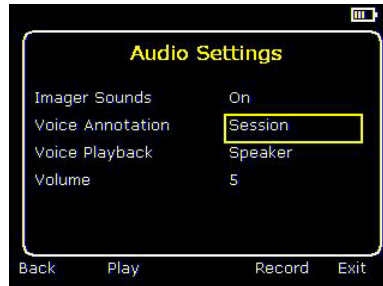 Audio Settings
Imager Sounds On
Voice Annotation Session
Voice Playback Speaker
Volume 5
Back Play Record Exit